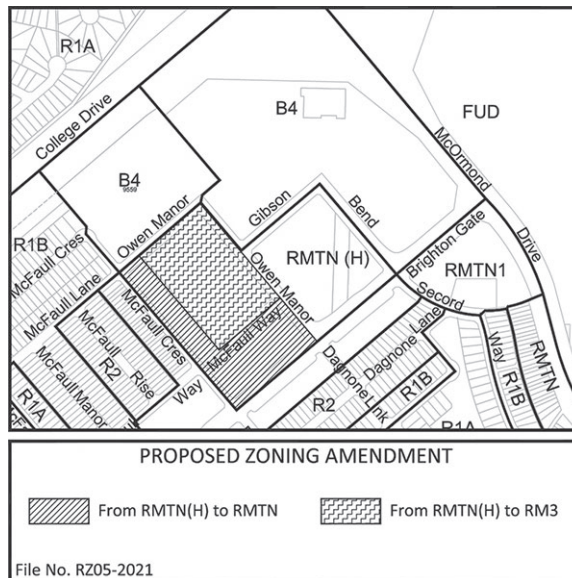 R1A
College Drive
B4
FUD
McOrmond
Drive
B4
9559
Owen Manor
Gibson
Bend
R1B
McFaull Cres
McFaull Lane
Owen Manor
RMTN (H)
Brighton Gate
RMTN1
Secord
Way
McFaull Cres
McFaull Way
McFaull
Rise
R2
McFaull Manor
Way
Dagnone Lane
Dagnone Link
R1B
R2
R1A
R1B
RMTN
R1A
PROPOSED ZONING AMENDMENT
From RMTN(H) to RMTN
From RMTN(H) to RM3
File No. RZ05-2021